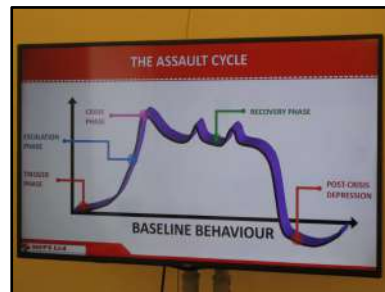 THE ASSAULT CYCLE
CRISIS
PHASE
RECOVERY PHASE
ESCALATION
PHASE
TRIGGER
PHASE
POST-CRISIS
DEPRESSION
BASELINE BEHAVIOUR